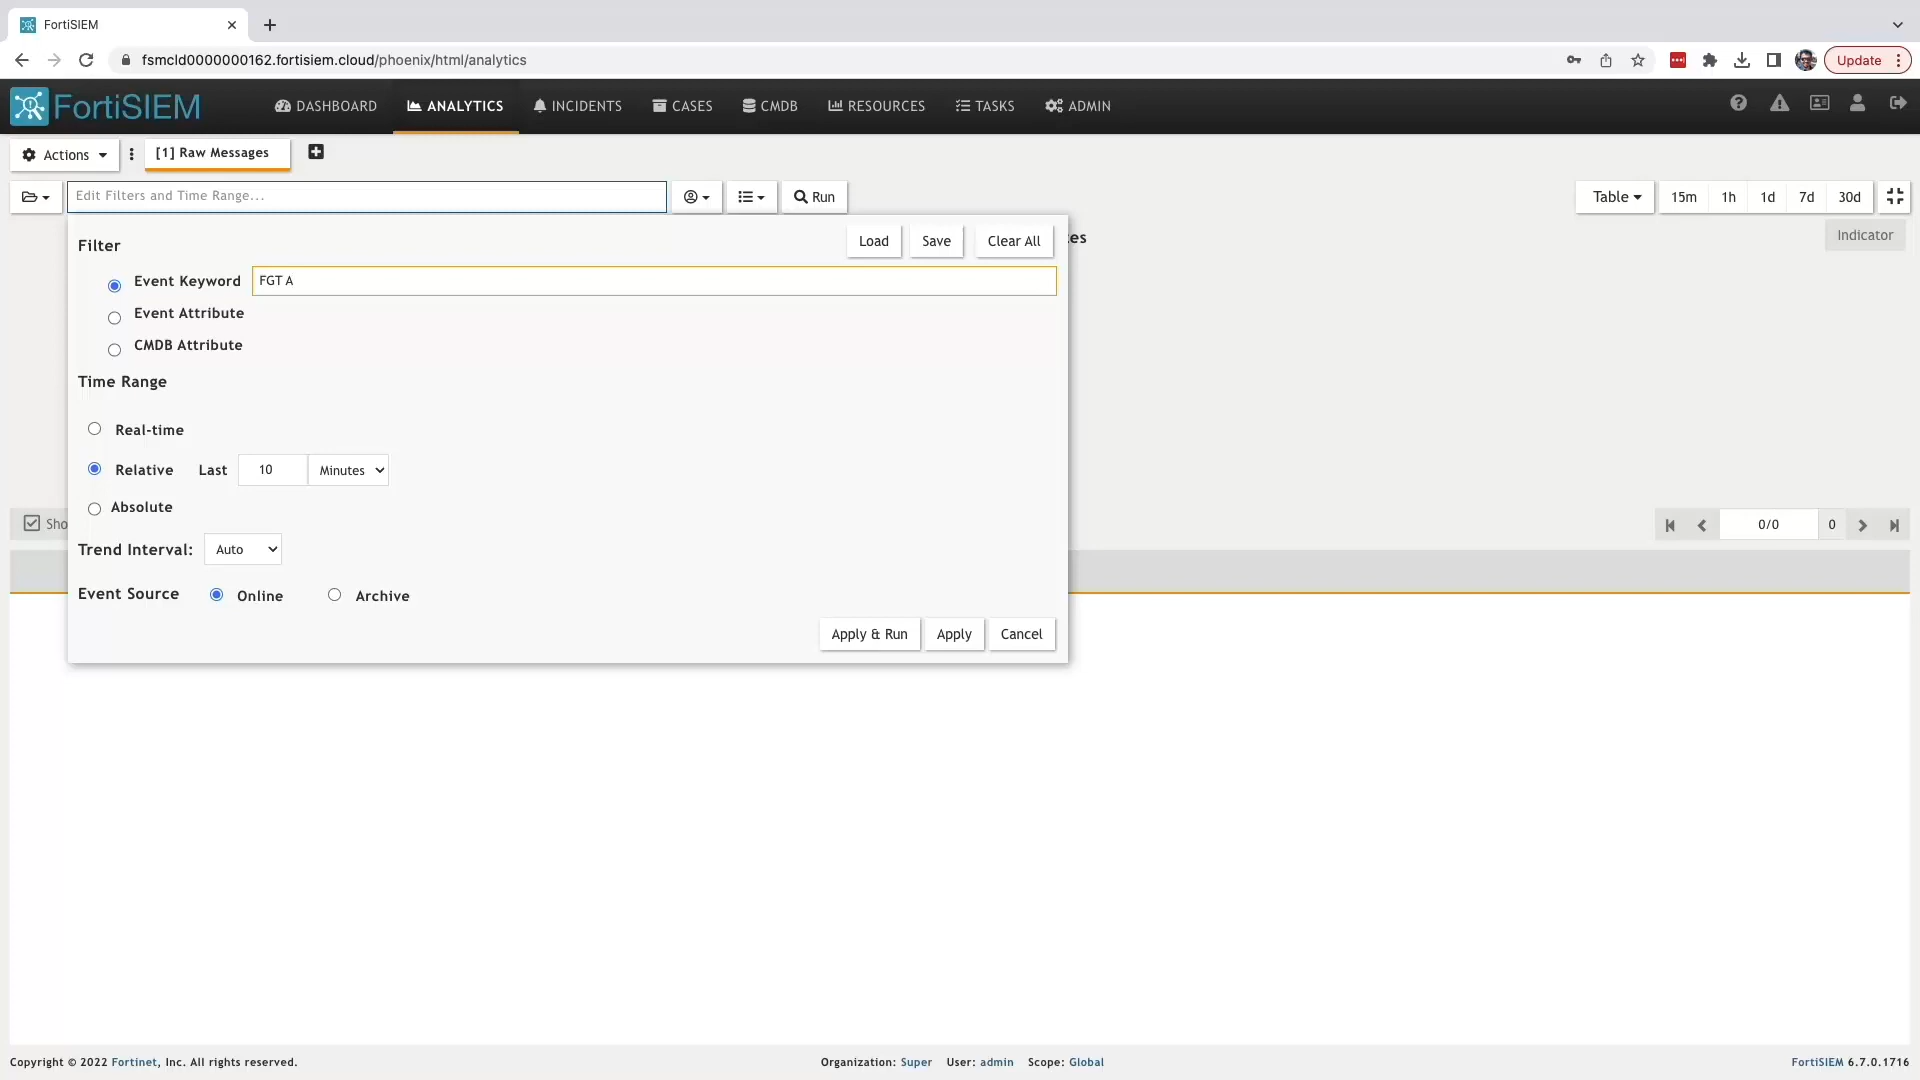 FortiSIEM
fsmcld0000000162.fortisiem.cloud/phoenix/html/analytics
Update
FortiSIEM
DASHBOARD
ANALYTICS
INCIDENTS
CASES
CMDB
RESOURCES
TASKS
ADMIN
Actions
[1] Raw Messages
Edit Filters and Time Range...
Run
Table
15m
1h
1d
7d
30d
Filter
Load
Save
Clear All
es
Indicator
Event Keyword
FGT A
Event Attribute
CMDB Attribute
Time Range
Real-time
Relative
Last
10
Minutes
Absolute
Sho
0/0
0
Trend Interval:
Auto
Event Source
Online
Archive
Apply & Run
Apply
Cancel
Copyright © 2022 Fortinet, Inc. All rights reserved.
Organization: Super User: admin Scope: Global
FortiSIEM 6.7.0.1716